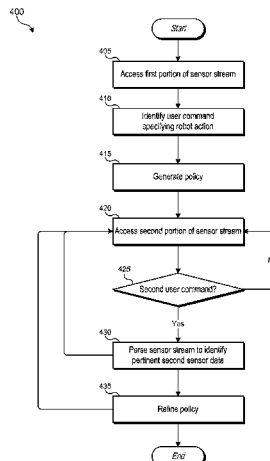 400
Start
405
Access first portion of sensor stream
410
Identify user command
specifying robot action
415
Generate policy
420
Access second portion of sensor stream
425
Second user command?
Yes
430
Parse sensor stream to identify
pertinent second sensor data
435
Refine policy
End